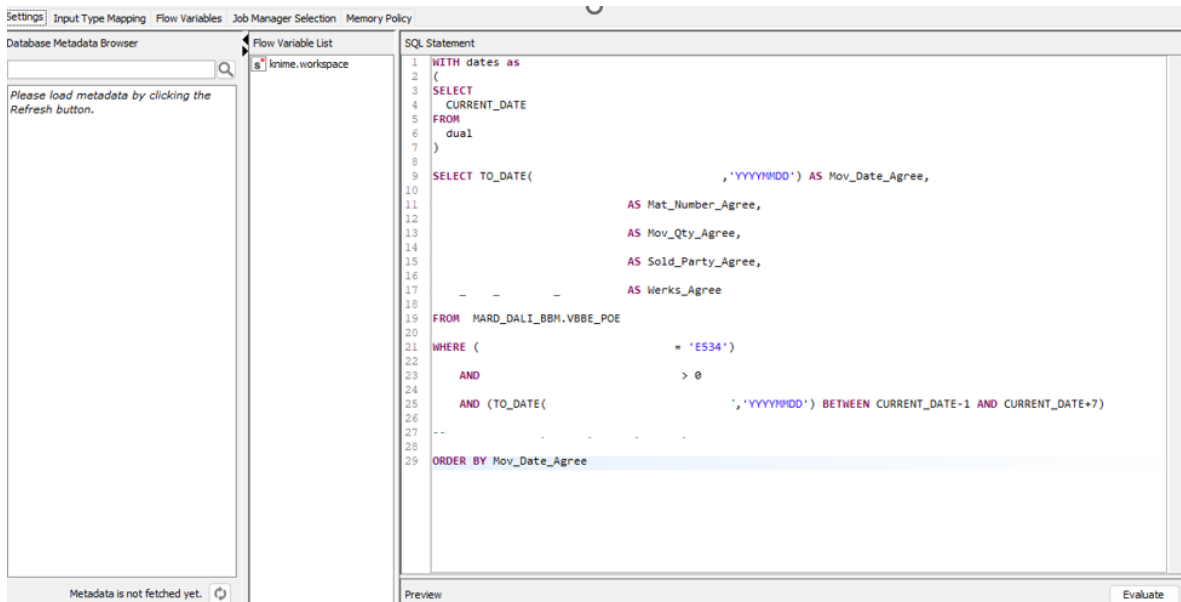 Settings Input Type Mapping Flow Variables Job Manager Selection Memory Policy
Database Metadata Browser
Please load metadata by clicking the
Refresh button.
Metadata is not fetched yet.
Flow Variable List
s knime.workspace
SQL Statement
1 WITH dates as
2 (
3 SELECT
4 CURRENT_DATE
5 FROM
6 dual
7 )
8
9 SELECT TO_DATE( ,'YYYYMMDD') AS Mov_Date_Agree,
10
11 AS Mat_Number_Agree,
12
13 AS Mov_Qty_Agree,
14
15 AS Sold_Party_Agree,
16
17 AS Werks_Agree
18
19 FROM MARD_DALI_BBM.VBBE_POE
20
21 WHERE ( = 'E534')
22
23 AND > 0
24
25 AND (TO_DATE( ','YYYYMMDD') BETWEEN CURRENT_DATE-1 AND CURRENT_DATE+7)
26
27 --
28
29 ORDER BY Mov_Date_Agree
Preview
Evaluate